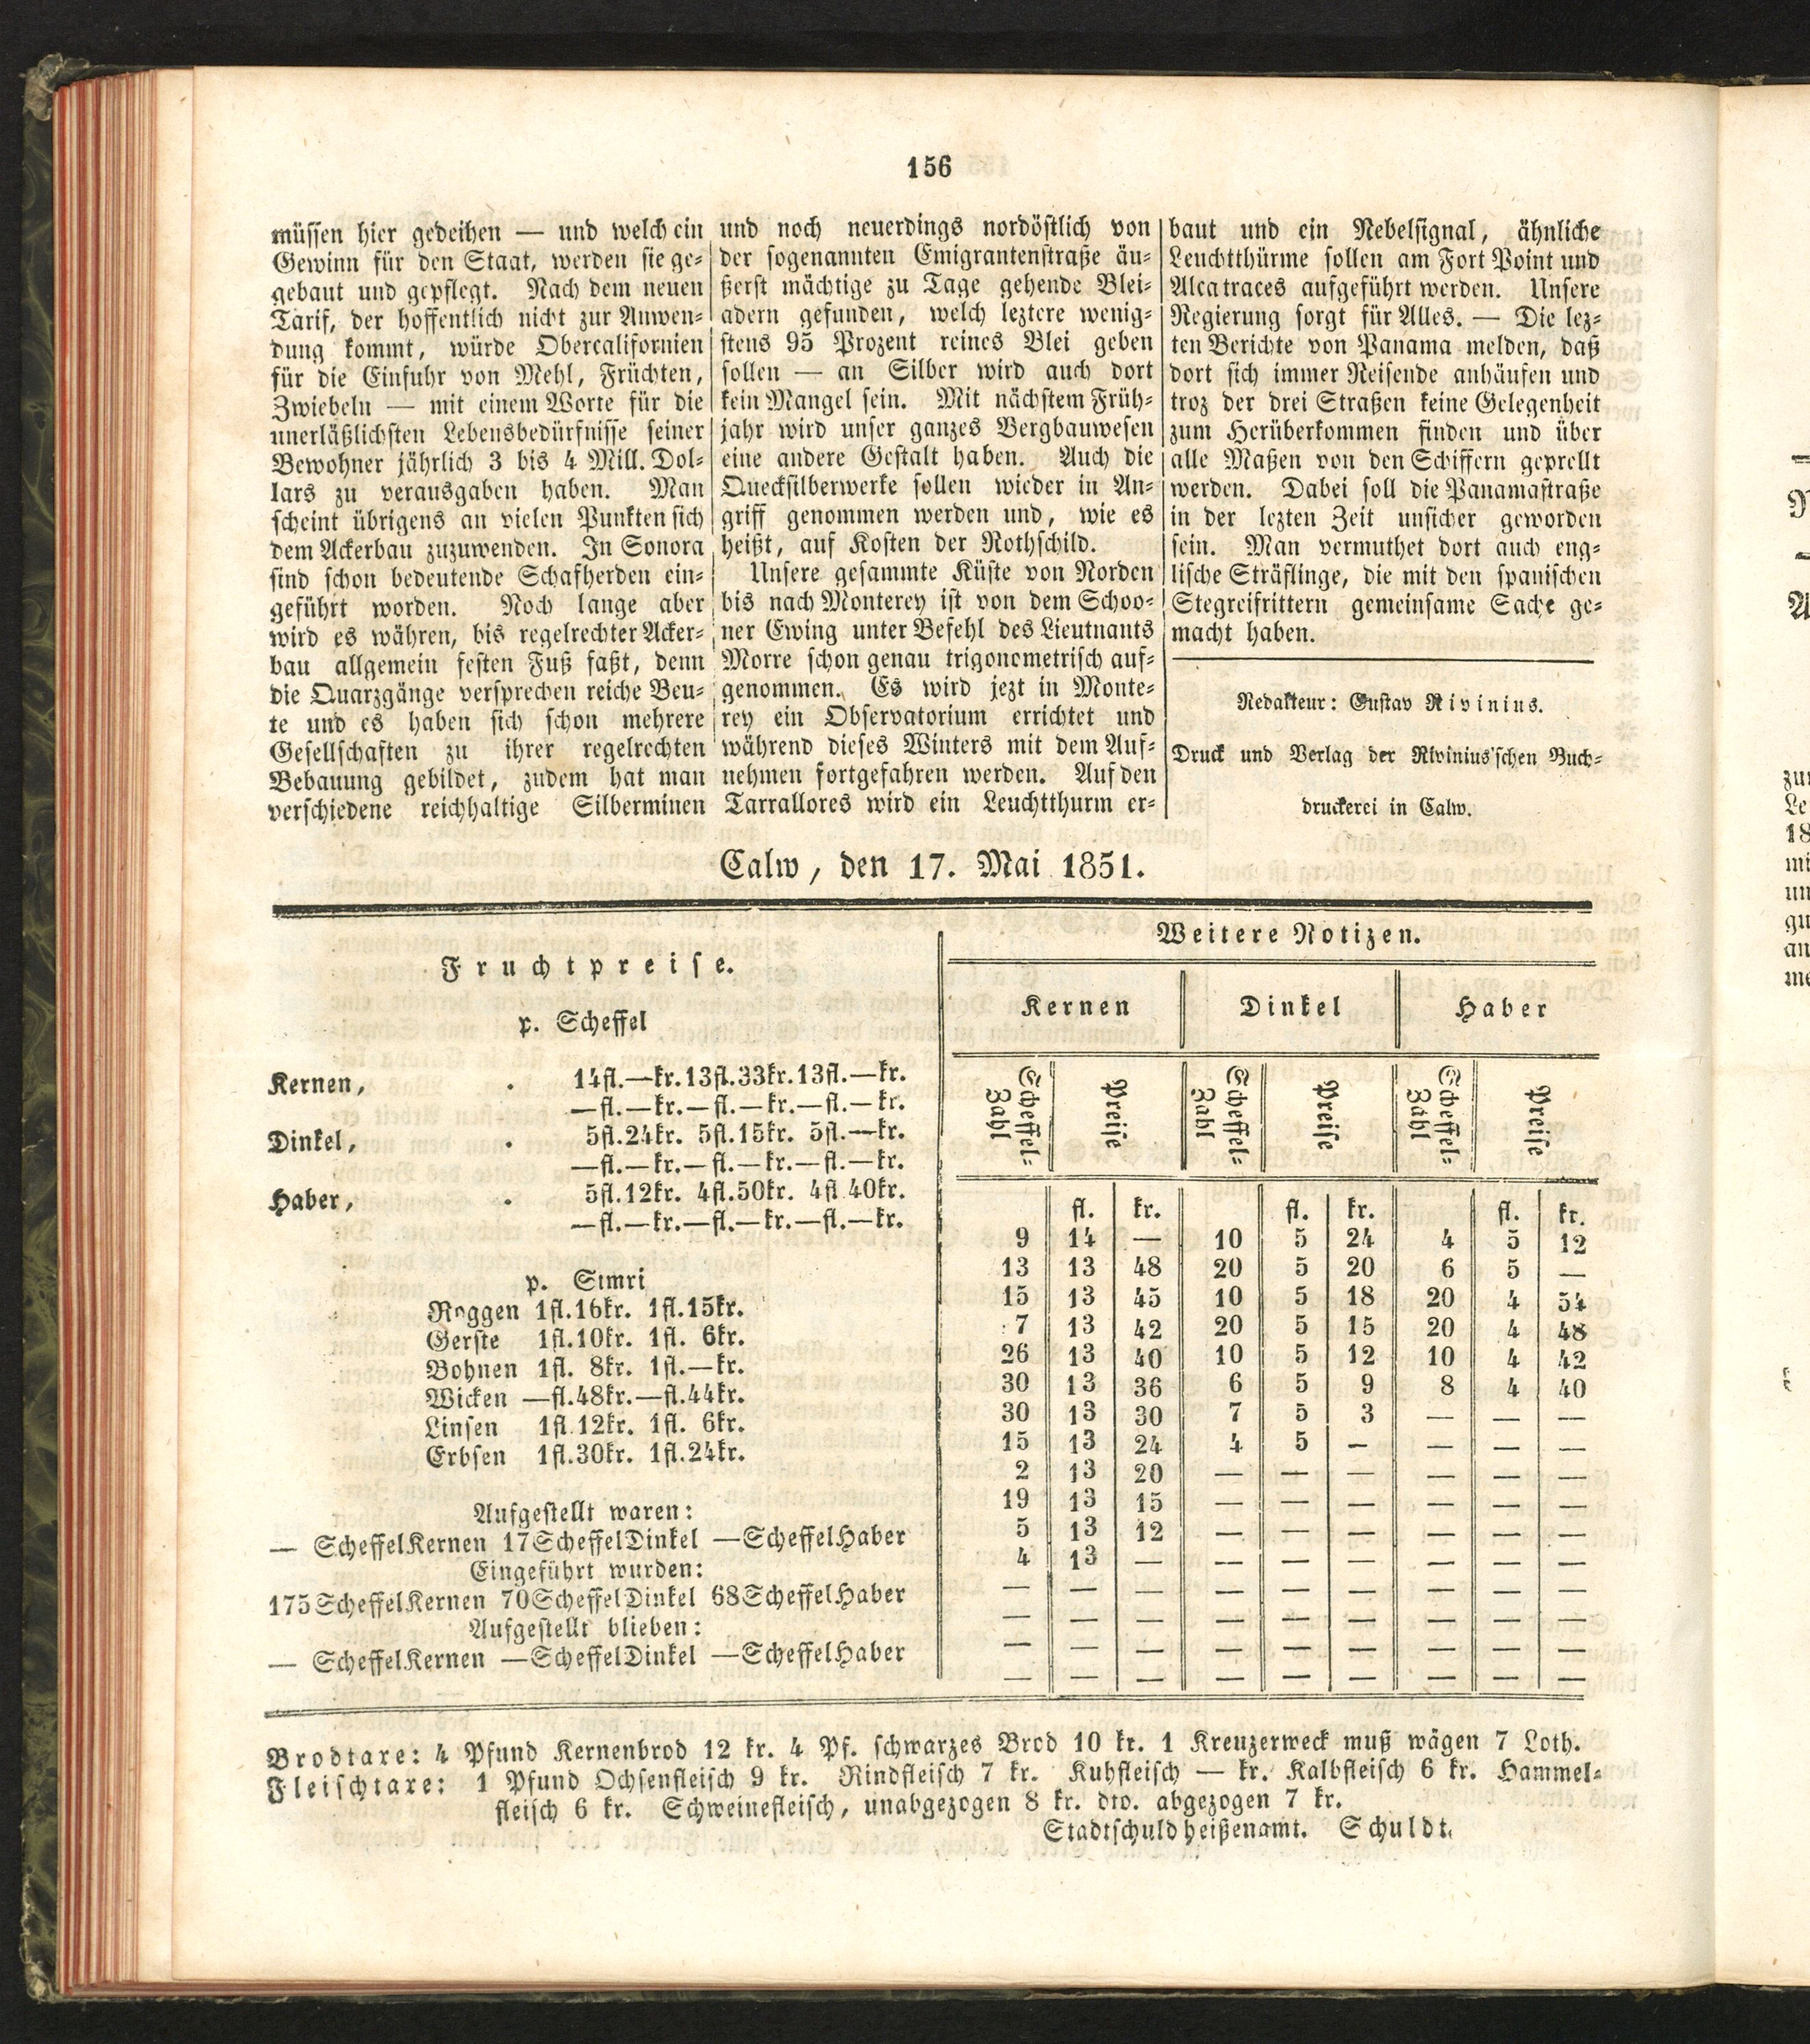 156
müssen hier gedeihen — und welch ein
Gewinn für den Staat, werden sie ge-
gebaut und gepflegt. Nach dem neuen
Tarif, der hoffentlich nicht zur Anwen-
dung kommt, würde Obercalifornien
für die Einfuhr von Mehl, Früchten,
Zwiebeln — mit einem Worte für die
unerläßlichsten Lebensbedürfnisse seiner
Bewohner jährlich 3 bis 4 Mill. Dol-
lars zu verausgaben haben. Man
scheint übrigens an vielen Punkten sich
dem Ackerbau zuzuwenden. In Sonora
sind schon bedeutende Schafherden ein-
geführt worden. Noch lange aber
wird es währen, bis regelrechter Acker-
bau allgemein festen Fuß faßt, denn
die Quarzgänge versprechen reiche Beu-
te und es haben sich schon mehrere
Gesellschaften zu ihrer regelrechten
Bebauung gebildet, zudem hat man
verschiedene reichhaltige Silberminen
und noch neuerdings nordöstlich von
der sogenannten Emigrantenstraße äu-
ßerst mächtige zu Tage gehende Blei-
adern gefunden, welch leztere wenig-
stens 95 Prozent reines Blei geben
sollen — an Silber wird auch dort
kein Mangel sein. Mit nächstem Früh-
jahr wird unser ganzes Bergbauwesen
eine andere Gestalt haben. Auch die
Quecksilberwerke sollen wieder in An-
griff genommen werden und, wie es
heißt, auf Kosten der Rothschild.
Unsere gesammte Küste von Norden
bis nach Monterey ist von dem Schoo-
ner Ewing unter Befehl des Lieutnants
Morre schon genau trigonometrisch auf-
genommen. Es wird jezt in Monte-
rey ein Observatorium errichtet und
während dieses Winters mit dem Auf-
nehmen fortgefahren werden. Auf den
Tarrallores wird ein Leuchtthurm er-
baut und ein Nebelsignal, ähnliche
Leuchtthürme sollen am Fort Point und
Alcatraces aufgeführt werden. Unsere
Regierung sorgt für Alles. — Die lez-
ten Berichte von Panama melden, daß
dort sich immer Reisende anhäufen und
troz der drei Straßen keine Gelegenheit
zum Herüberkommen finden und über
alle Maßen von den Schiffern geprellt
werden. Dabei soll die Panamastraße
in der lezten Zeit unsicher geworden
sein. Man vermuthet dort auch eng-
lische Sträflinge, die mit den spanischen
Stegreifrittern gemeinsame Sache ge-
macht haben.
Redakteur: Gustav Rivinius.
Druck und Verlag der Rivinius'schen Buch-
druckerei in Calw.
Calw, den 17. Mai 1851.
Fruchtpreise.
p. Scheffel
Kernen, . 14fl.—kr.13fl.33kr.13fl.—kr.
—fl.—kr.—fl.—kr.—fl.—kr.
Dinkel, . 5fl.24kr. 5fl.15kr. 5fl.—kr.
—fl.—kr.—fl.—kr.—fl.—kr.
Haber, . 5fl.12kr. 4fl.50kr. 4fl 40kr.
—fl.—kr.—fl.—kr.—fl.—kr.
p. Simri
Roggen 1fl.16kr. 1fl.15kr.
Gerste 1fl.10kr. 1fl. 6kr.
Bohnen 1fl. 8kr. 1fl.—kr.
Wicken —fl.48kr.—fl.44kr.
Linsen 1fl.12kr. 1fl. 6kr.
Erbsen 1fl.30kr. 1fl.24kr.
Aufgestellt waren:
— Scheffel Kernen 17 Scheffel Dinkel — Scheffel Haber
Eingeführt wurden:
175 Scheffel Kernen 70 Scheffel Dinkel 68 Scheffel Haber
Aufgestellt blieben:
— Scheffel Kernen — Scheffel Dinkel — Scheffel Haber
Weitere Notizen.
Kernen Dinkel Haber
Scheffel-Zahl Preise Scheffel-Zahl Preise Scheffel-Zahl Preise
fl. kr. fl. kr. fl. kr.
9 14 — 10 5 24 4 5 12
13 13 48 20 5 20 6 5 —
15 13 45 10 5 18 20 4 54
7 13 42 20 5 15 20 4 48
26 13 40 10 5 12 10 4 42
30 13 36 6 5 9 8 4 40
30 13 30 7 5 3 — — —
15 13 24 4 5 — — — —
2 13 20 — — — — — —
19 13 15 — — — — — —
5 13 12 — — — — — —
4 13 — — — — — — —
— — — — — — — — —
— — — — — — — — —
— — — — — — — — —
— — — — — — — — —
Brodtaxe: 4 Pfund Kernenbrod 12 kr. 4 Pf. schwarzes Brod 10 kr. 1 Kreuzerweck muß wägen 7 Loth.
Fleischtaxe: 1 Pfund Ochsenfleisch 9 kr. Rindfleisch 7 kr. Kuhfleisch — kr. Kalbfleisch 6 kr. Hammel-
fleisch 6 kr. Schweinefleisch, unabgezogen 8 kr. dto. abgezogen 7 kr.
Stadtschuldheißenamt. Schuldt.